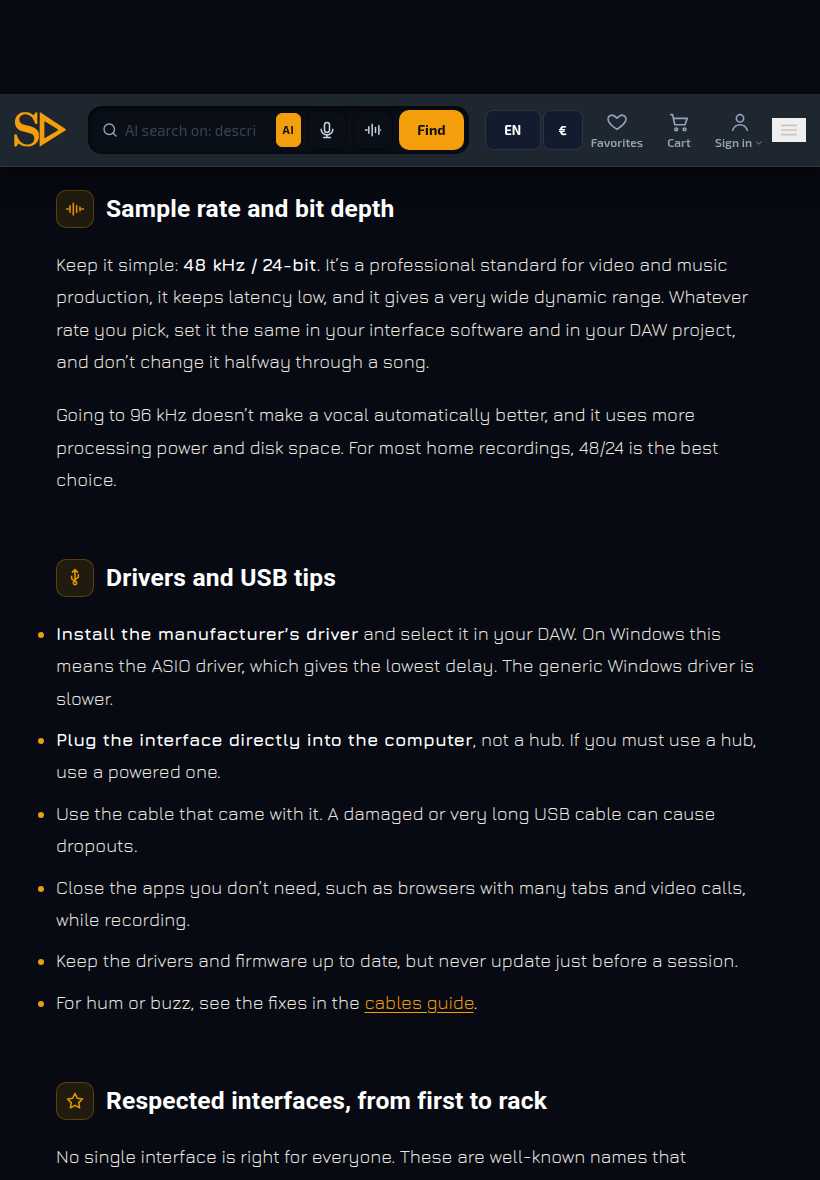 S
AI search on: descri
AI
Find
EN
€
Favorites
Cart
Sign in
Sample rate and bit depth
Keep it simple: 48 kHz / 24-bit. It’s a professional standard for video and music
production, it keeps latency low, and it gives a very wide dynamic range. Whatever
rate you pick, set it the same in your interface software and in your DAW project,
and don’t change it halfway through a song.
Going to 96 kHz doesn’t make a vocal automatically better, and it uses more
processing power and disk space. For most home recordings, 48/24 is the best
choice.
Drivers and USB tips
Install the manufacturer’s driver and select it in your DAW. On Windows this
means the ASIO driver, which gives the lowest delay. The generic Windows driver is
slower.
Plug the interface directly into the computer, not a hub. If you must use a hub,
use a powered one.
Use the cable that came with it. A damaged or very long USB cable can cause
dropouts.
Close the apps you don’t need, such as browsers with many tabs and video calls,
while recording.
Keep the drivers and firmware up to date, but never update just before a session.
For hum or buzz, see the fixes in the cables guide.
Respected interfaces, from first to rack
No single interface is right for everyone. These are well-known names that